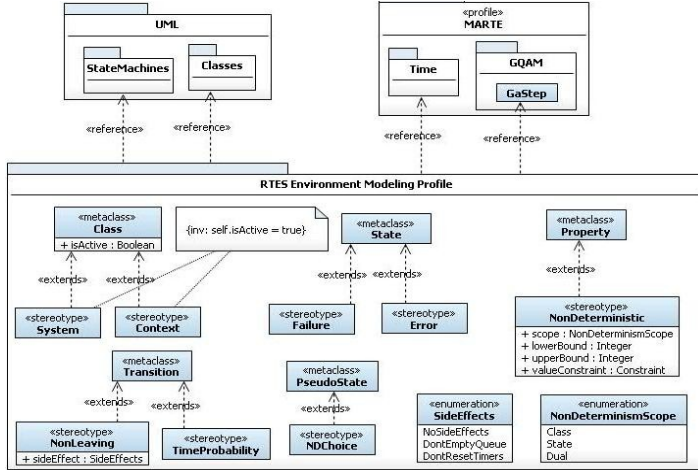 UML
StateMachines
Classes
«profile»
MARTE
Time
GQAM
GaStep
«reference»
«reference»
«reference»
«reference»
RTES Environment Modeling Profile
«metaclass»
Class
+ isActive : Boolean
{inv: self.isActive = true}
«metaclass»
State
«metaclass»
Property
«extends»
«extends»
«extends»
«extends»
«extends»
«stereotype»
System
«stereotype»
Context
«stereotype»
Failure
«stereotype»
Error
«stereotype»
NonDeterministic
+ scope : NonDeterminismScope
+ lowerBound : Integer
+ upperBound : Integer
+ valueConstraint : Constraint
«metaclass»
Transition
«metaclass»
PseudoState
«extends»
«extends»
«extends»
«stereotype»
NonLeaving
+ sideEffect : SideEffects
«stereotype»
TimeProbability
«stereotype»
NDChoice
«enumeration»
SideEffects
NoSideEffects
DontEmptyQueue
DontResetTimers
«enumeration»
NonDeterminismScope
Class
State
Dual